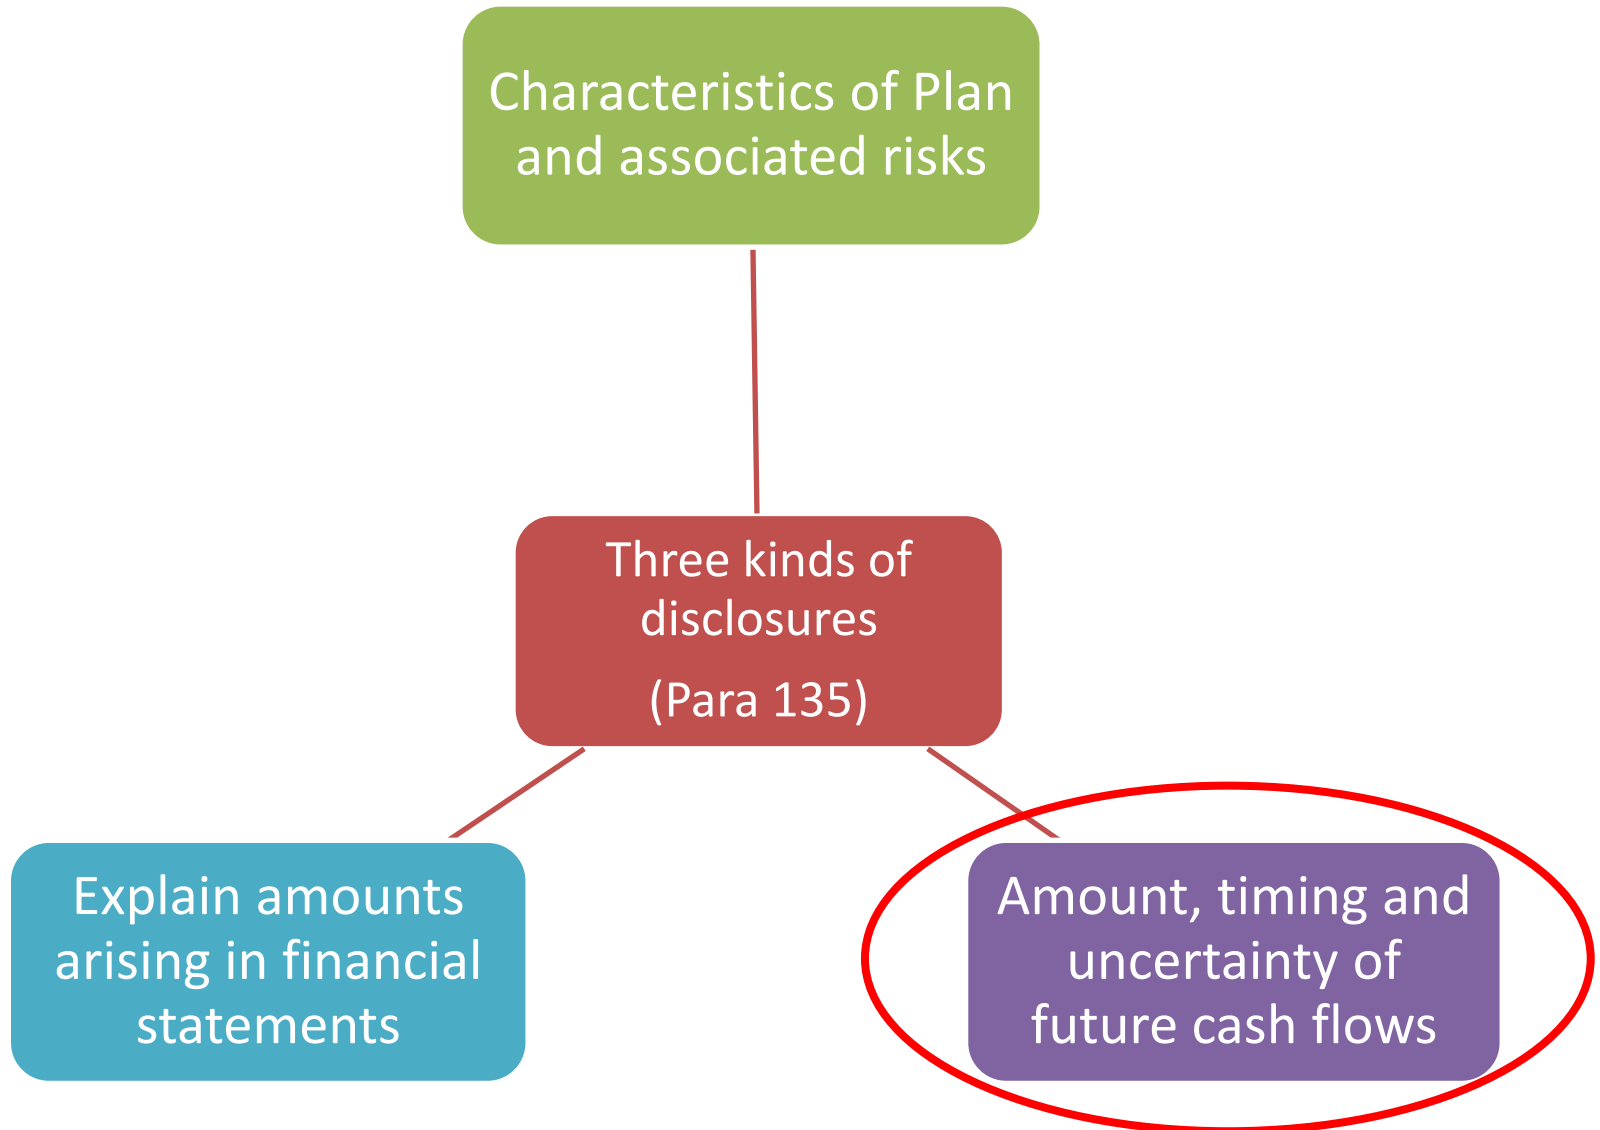 Characteristics of Plan
and associated risks
Three kinds of
disclosures
(Para 135)
Explain amounts
arising in financial
statements
Amount, timing and
uncertainty of
future cash flows